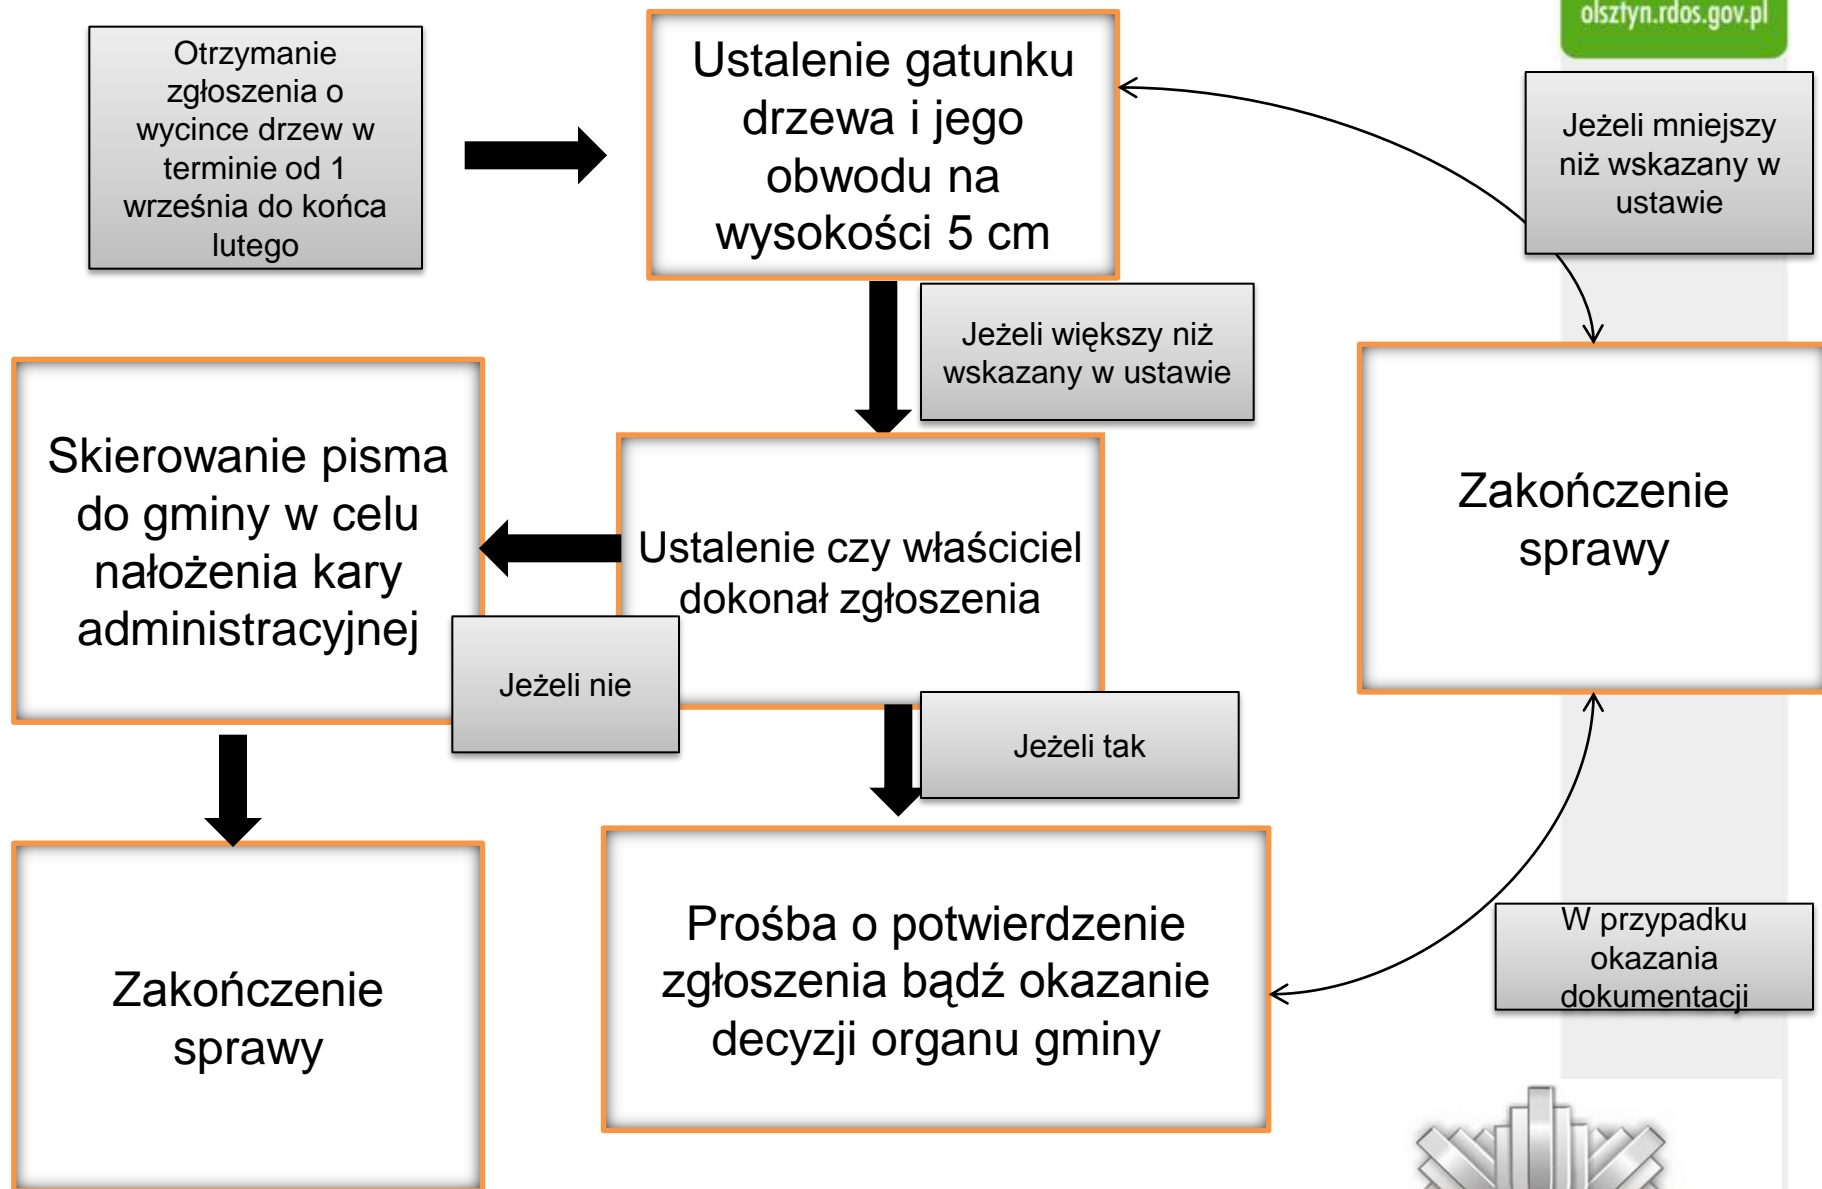 olsztyn.rdos.gov.pl
Otrzymanie
zgłoszenia o
wycince drzew w
terminie od 1
września do końca
lutego
Ustalenie gatunku
drzewa i jego
obwodu na
wysokości 5 cm
Jeżeli mniejszy
niż wskazany w
ustawie
Jeżeli większy niż
wskazany w ustawie
Skierowanie pisma
do gminy w celu
nałożenia kary
administracyjnej
Ustalenie czy właściciel
dokonał zgłoszenia
Zakończenie
sprawy
Jeżeli nie
Jeżeli tak
Zakończenie
sprawy
Prośba o potwierdzenie
zgłoszenia bądź okazanie
decyzji organu gminy
W przypadku
okazania
dokumentacji